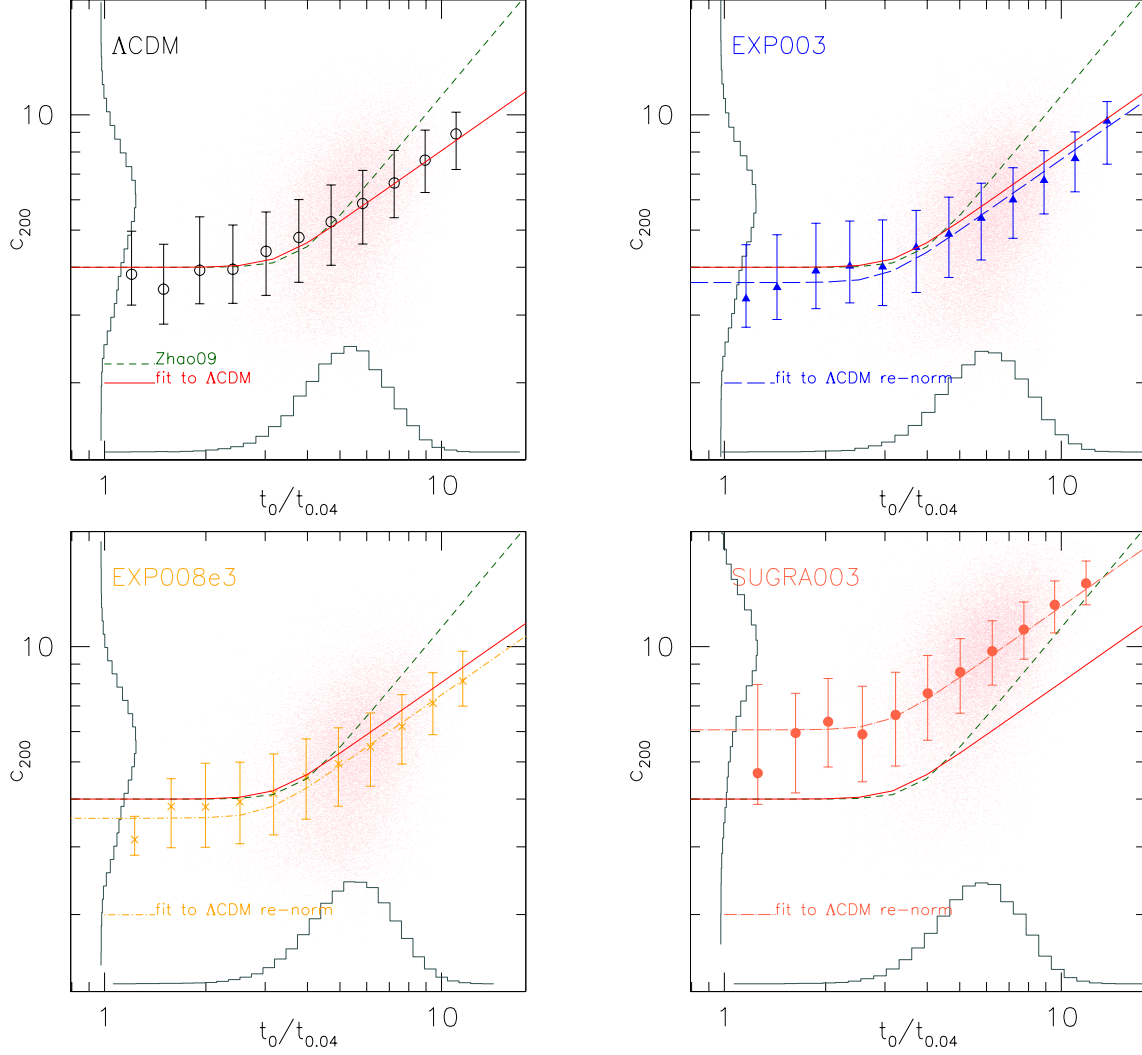 ΛCDM
10
c200
Zhao09
fit to ΛCDM
1
10
t0/t0.04
EXP003
10
c200
fit to ΛCDM re-norm
1
10
t0/t0.04
EXP008e3
10
c200
fit to ΛCDM re-norm
1
10
t0/t0.04
SUGRA003
10
c200
fit to ΛCDM re-norm
1
10
t0/t0.04